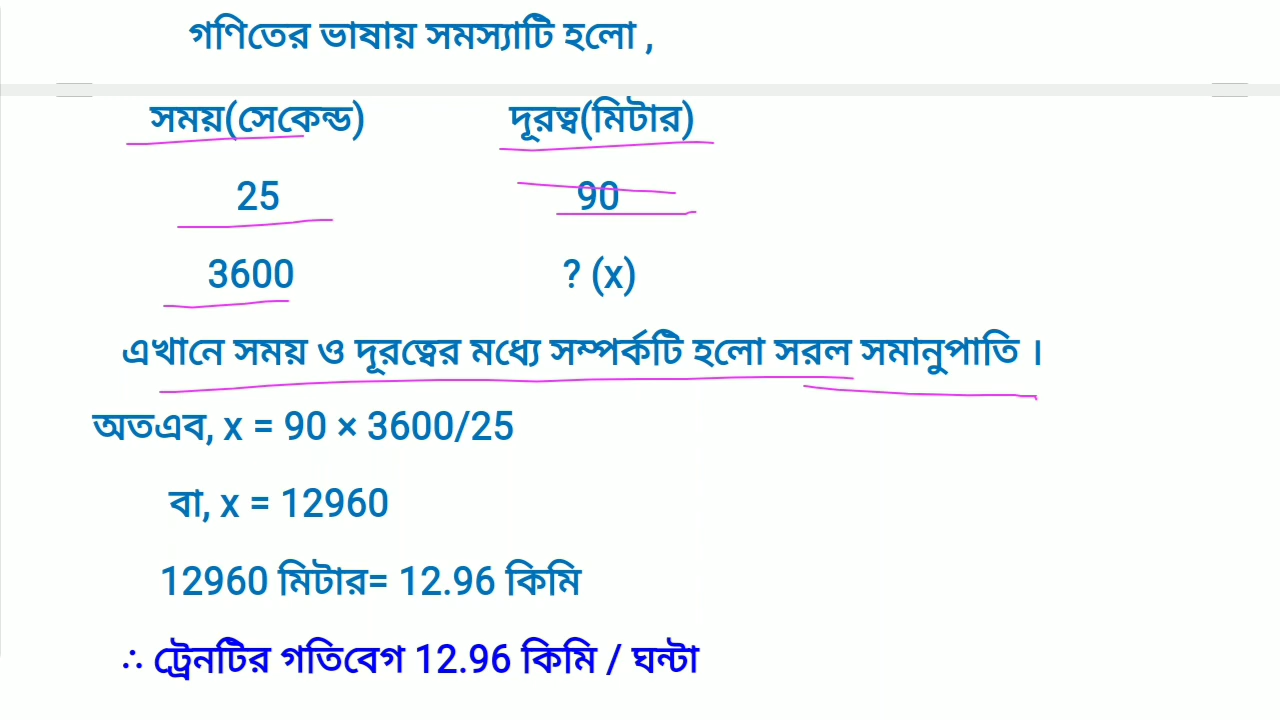 গণিতের ভাষায় সমস্যাটি হলো ,
সময়(সেকেন্ড) দূরত্ব(মিটার)
25 90
3600 ? (x)
এখানে সময় ও দূরত্বের মধ্যে সম্পর্কটি হলো সরল সমানুপাতি ।
অতএব, x = 90 × 3600/25
বা, x = 12960
12960 মিটার= 12.96 কিমি
∴ ট্রেনটির গতিবেগ 12.96 কিমি / ঘন্টা